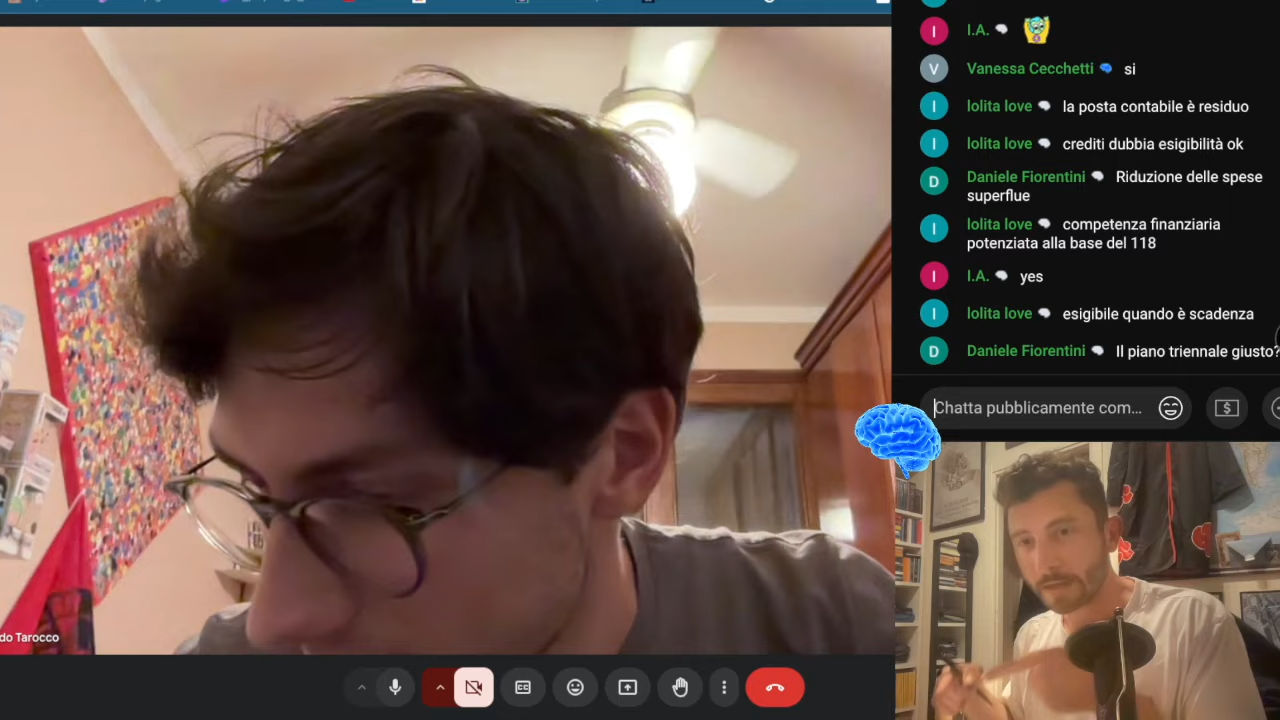 I
I.A.
V
Vanessa Cecchetti si
l
lolita love la posta contabile è residuo
l
lolita love crediti dubbia esigibilità ok
D
Daniele Fiorentini Riduzione delle spese
superflue
l
lolita love competenza finanziaria
potenziata alla base del 118
I
I.A. yes
l
lolita love esigibile quando è scadenza
D
Daniele Fiorentini Il piano triennale giusto?
Chatta pubblicamente com...
$
do Tarocco
CC